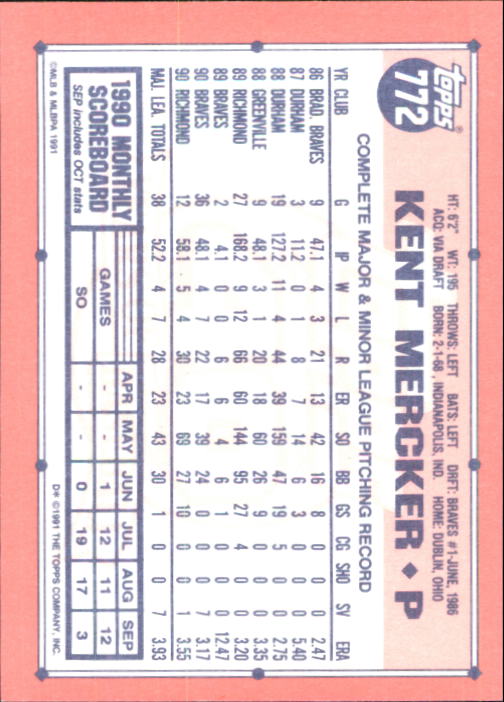 Topps®
772
KENT MERCKER ♦ P
HT: 6'2" WT: 195 THROWS: LEFT BATS: LEFT DRFT: BRAVES #1-JUNE, 1986
ACQ: VIA DRAFT BORN: 2-1-68, INDIANAPOLIS, IND. HOME: DUBLIN, OHIO
COMPLETE MAJOR & MINOR LEAGUE PITCHING RECORD
YR CLUB G IP W L R ER SO BB GS CG SHO SV ERA
86 BRAD. BRAVES 9 47.1 4 3 21 13 42 16 8 0 0 0 2.47
87 DURHAM 3 11.2 0 1 8 7 14 6 3 0 0 0 5.40
88 DURHAM 19 127.2 11 4 44 39 159 47 19 5 0 0 2.75
88 GREENVILLE 9 48.1 3 1 20 18 60 26 9 0 0 0 3.35
89 RICHMOND 27 168.2 9 12 66 60 144 95 27 4 0 0 3.20
89 BRAVES 2 4.1 0 0 6 6 4 6 1 0 0 0 12.47
90 BRAVES 36 48.1 4 7 22 17 39 24 0 0 0 7 3.17
90 RICHMOND 12 58.1 5 4 30 23 69 27 10 0 0 1 3.55
MAJ. LEA. TOTALS 38 52.2 4 7 28 23 43 30 1 0 0 7 3.93
1990 MONTHLY
SCOREBOARD
SEP includes OCT stats
APR MAY JUN JUL AUG SEP
GAMES - - 1 12 11 12
SO - - 0 19 17 3
©MLB & MLBPA 1991
D* ©1991 THE TOPPS COMPANY, INC.